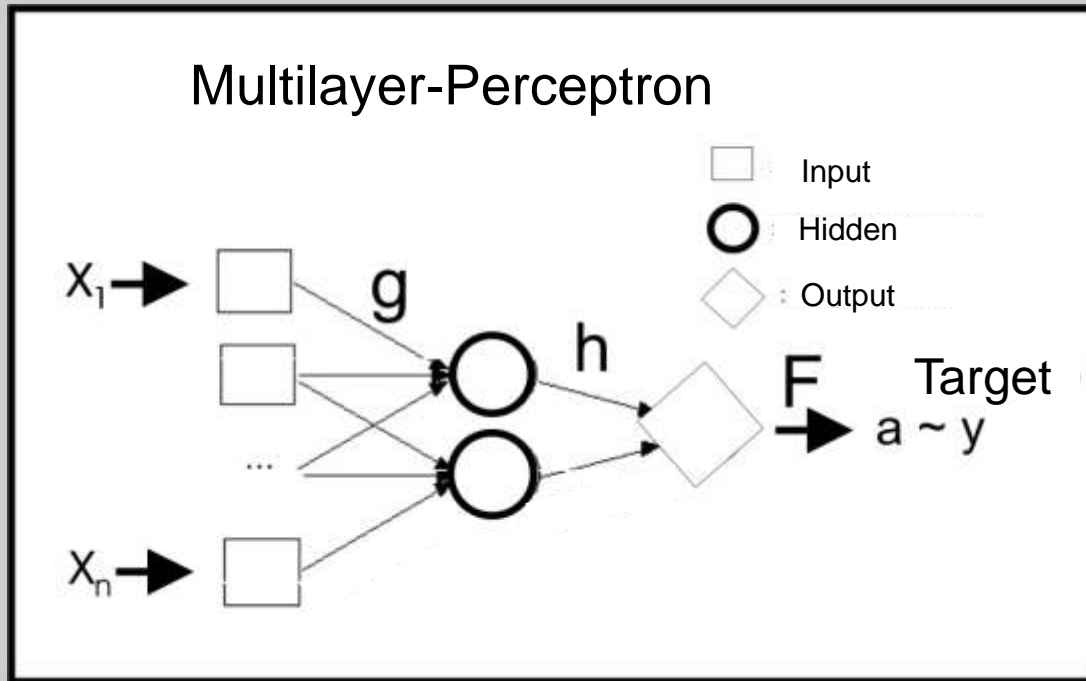 Multilayer-Perceptron
Input
: Hidden
: Output
X1
g
h
F
Target
a ~ y
...
Xn